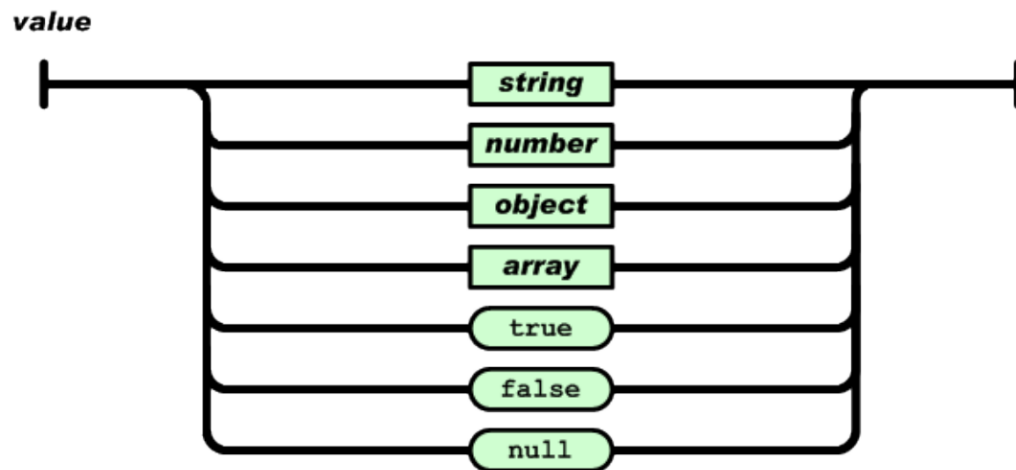 value
string
number
object
array
true
false
null